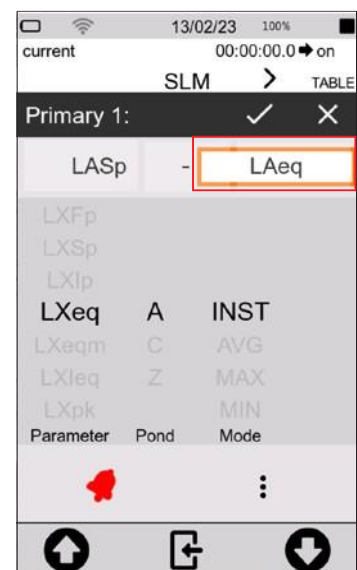 13/02/23 100%
current 00:00:00.0 on
SLM > TABLE
Primary 1:
LASp - LAeq
LXFp
LXSp
LXIp
LXeq A INST
LXeqm C AVG
LXIeq Z MAX
LXpk MIN
Parameter Pond Mode